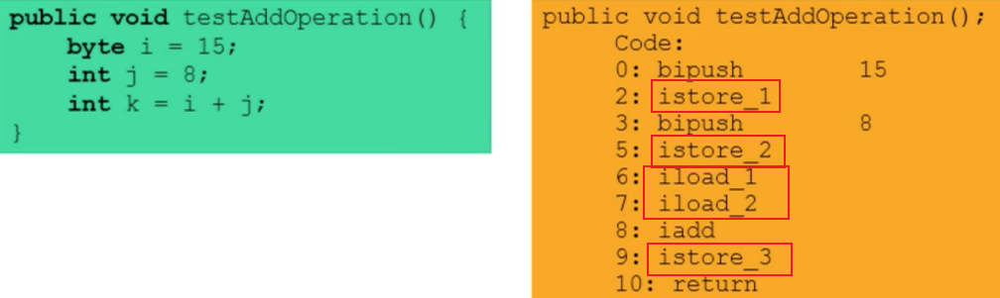 public void testAddOperation() {
byte i = 15;
int j = 8;
int k = i + j;
}
public void testAddOperation();
Code:
0: bipush 15
2: istore_1
3: bipush 8
5: istore_2
6: iload_1
7: iload_2
8: iadd
9: istore_3
10: return